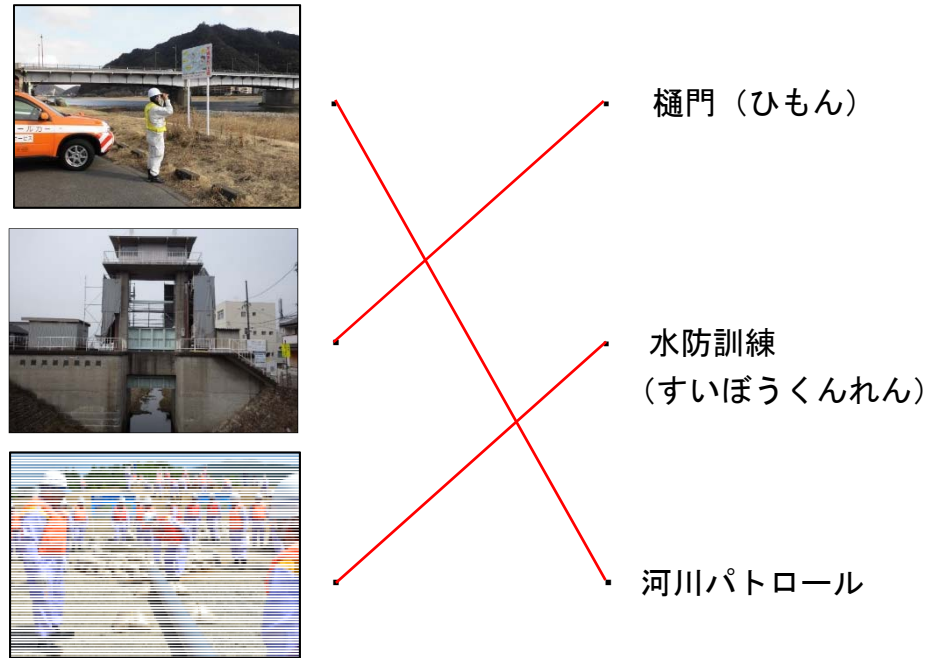 樋門（ひもん）
水防訓練
（すいぼうくんれん）
河川パトロール